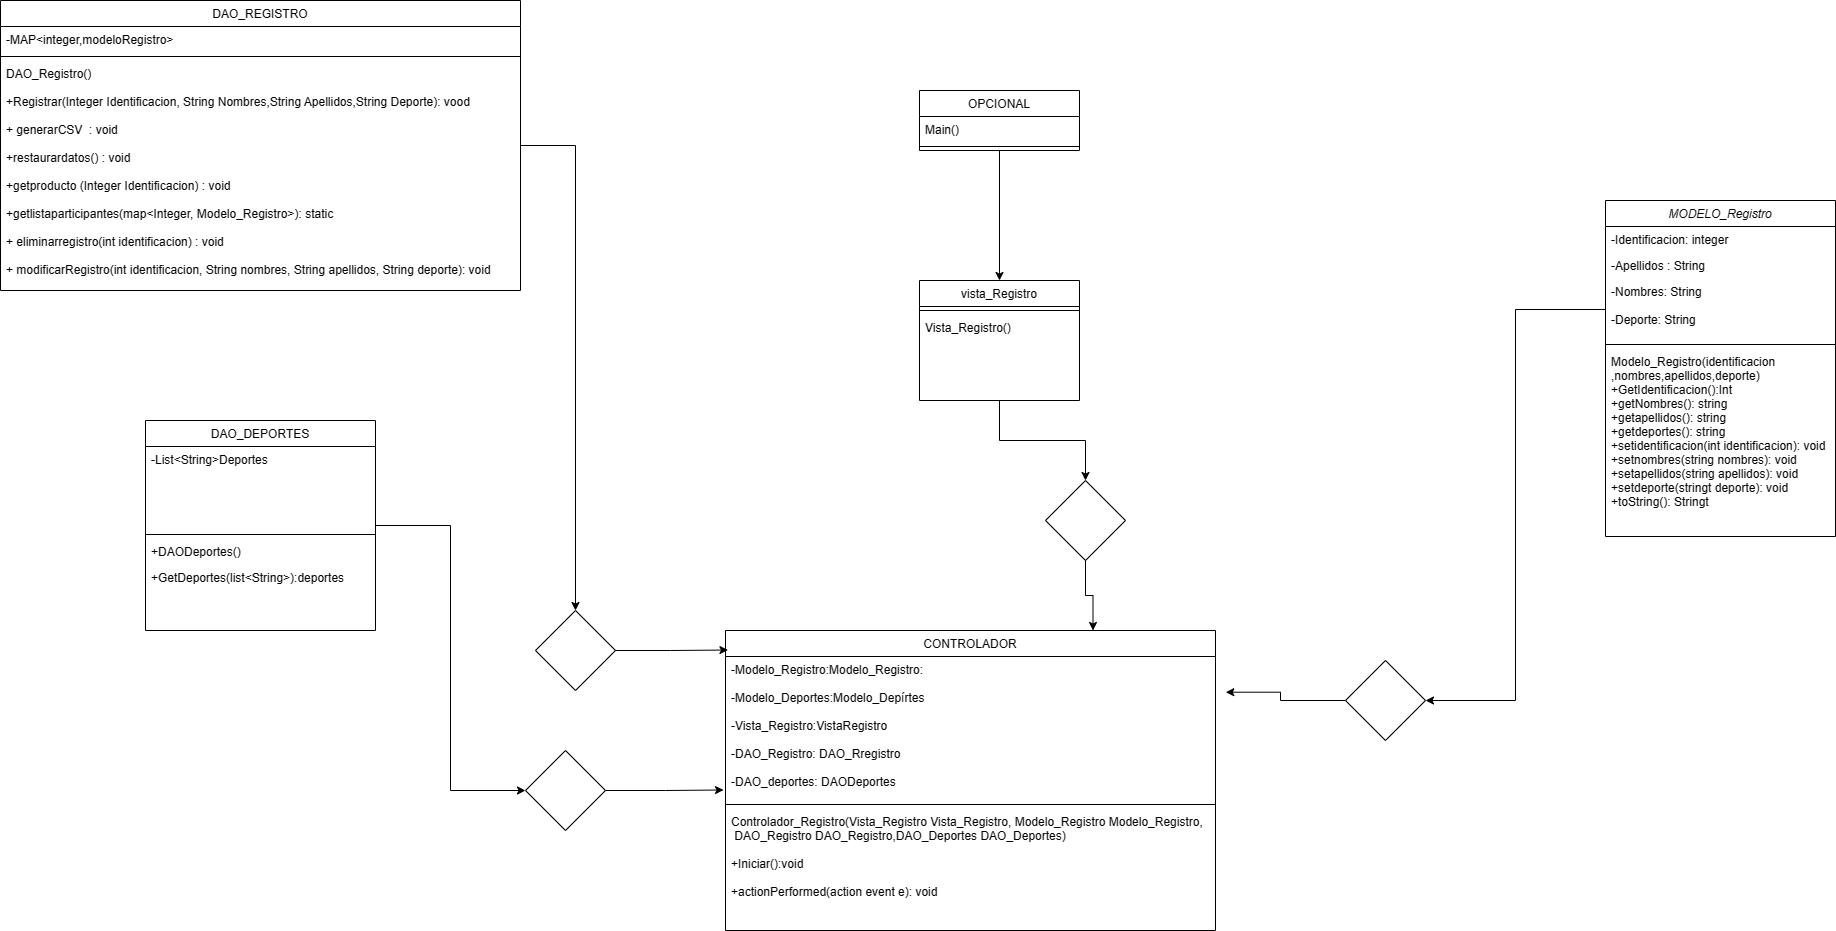 DAO_REGISTRO
-MAP<integer,modeloRegistro>
DAO_Registro()
+Registrar(Integer Identificacion, String Nombres,String Apellidos,String Deporte): vood
+ generarCSV  : void
+restaurardatos() : void
+getproducto (Integer Identificacion) : void
+getlistaparticipantes(map<Integer, Modelo_Registro>): static
+ eliminarregistro(int identificacion) : void
+ modificarRegistro(int identificacion, String nombres, String apellidos, String deporte): void
OPCIONAL
Main()
vista_Registro
Vista_Registro()
MODELO_Registro
-Identificacion: integer
-Apellidos : String
-Nombres: String
-Deporte: String
Modelo_Registro(identificacion
,nombres,apellidos,deporte)
+GetIdentificacion():Int
+getNombres(): string
+getapellidos(): string
+getdeportes(): string
+setidentificacion(int identificacion): void
+setnombres(string nombres): void
+setapellidos(string apellidos): void
+setdeporte(stringt deporte): void
+toString(): Stringt
DAO_DEPORTES
-List<String>Deportes
+DAODeportes()
+GetDeportes(list<String>):deportes
CONTROLADOR
-Modelo_Registro:Modelo_Registro:
-Modelo_Deportes:Modelo_Depírtes
-Vista_Registro:VistaRegistro
-DAO_Registro: DAO_Rregistro
-DAO_deportes: DAODeportes
Controlador_Registro(Vista_Registro Vista_Registro, Modelo_Registro Modelo_Registro,
DAO_Registro DAO_Registro,DAO_Deportes DAO_Deportes)
+Iniciar():void
+actionPerformed(action event e): void